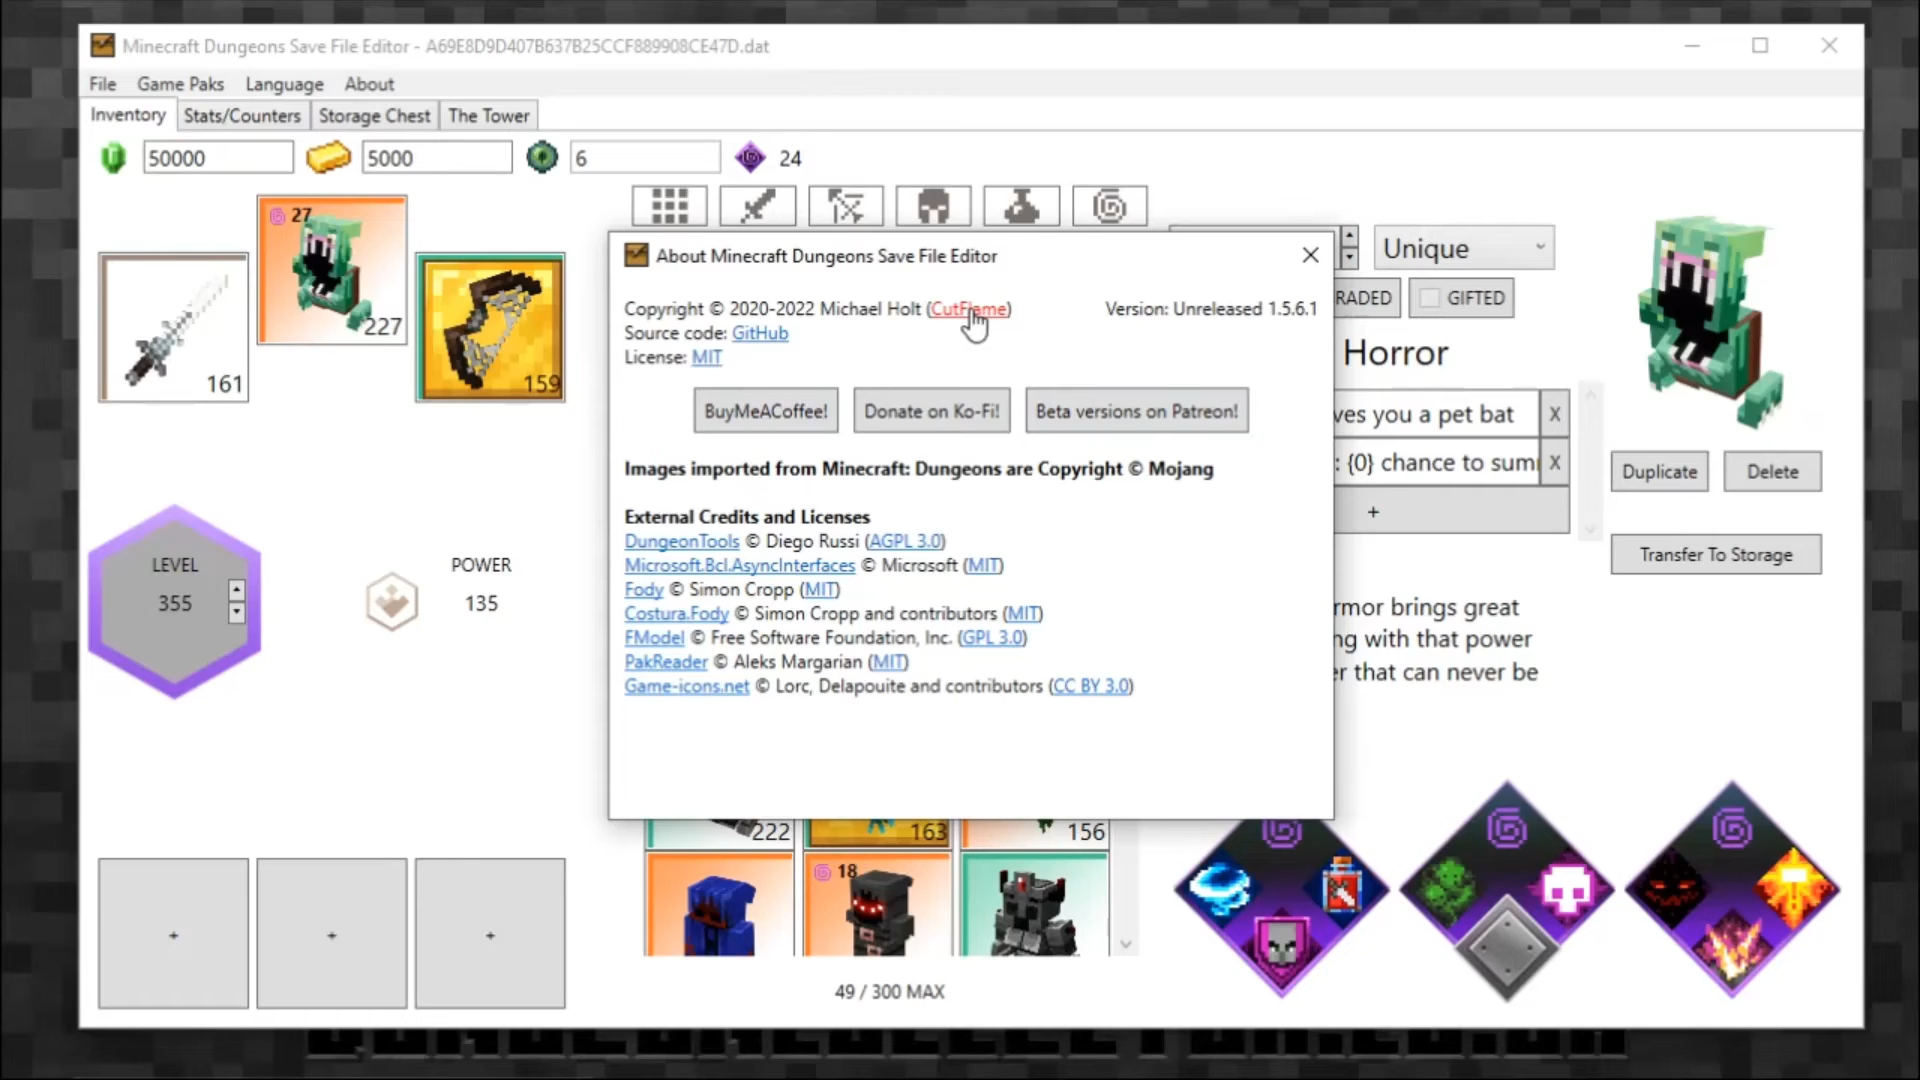 Minecraft Dungeons Save File Editor - A69E8D9D407B637B25CCF889908CE47D.dat
File Game Paks Language About
Inventory Stats/Counters Storage Chest The Tower
50000 5000 6 24
27
227
161
159
Unique
RADED GIFTED
Horror
ves you a pet bat X
: {0} chance to sum X
+
Duplicate Delete
Transfer To Storage
rmor brings great
ng with that power
er that can never be
About Minecraft Dungeons Save File Editor
Copyright © 2020-2022 Michael Holt (CutFlame) Version: Unreleased 1.5.6.1
Source code: GitHub
License: MIT
BuyMeACoffee! Donate on Ko-Fi! Beta versions on Patreon!
Images imported from Minecraft: Dungeons are Copyright © Mojang
External Credits and Licenses
DungeonTools © Diego Russi (AGPL 3.0)
Microsoft.Bcl.AsyncInterfaces © Microsoft (MIT)
Fody © Simon Cropp (MIT)
Costura.Fody © Simon Cropp and contributors (MIT)
FModel © Free Software Foundation, Inc. (GPL 3.0)
PakReader © Aleks Margarian (MIT)
Game-icons.net © Lorc, Delapouite and contributors (CC BY 3.0)
LEVEL
355
POWER
135
222 163 156
18
+ + +
49 / 300 MAX